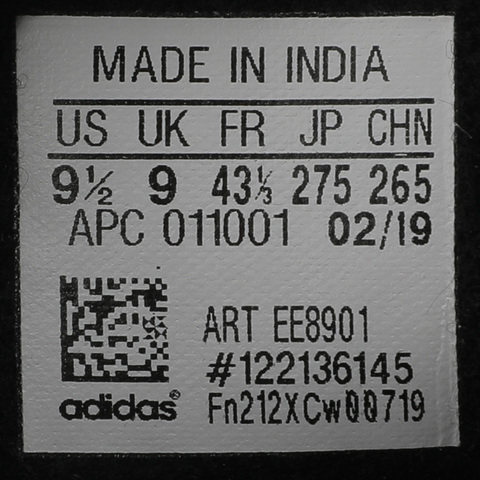 MADE IN INDIA
US UK FR JP CHN
9½ 9 43⅓ 275 265
APC 011001 02/19
ART EE8901
#122136145
adidas® Fn212XCw00719